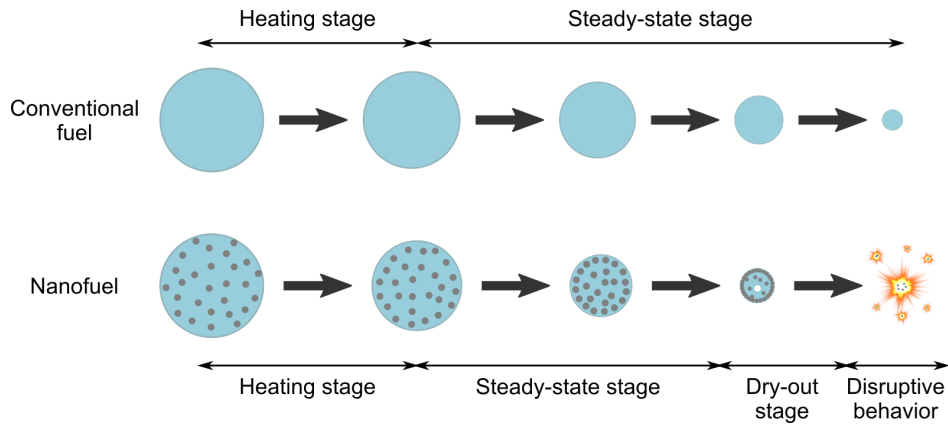 Heating stage
Steady-state stage
Conventional
fuel
Nanofuel
Heating stage
Steady-state stage
Dry-out
stage
Disruptive
behavior